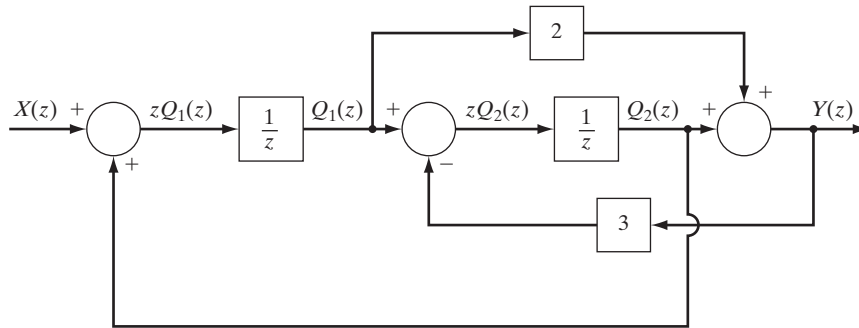 2
X(z) + zQ₁(z) 1/z Q₁(z) + zQ₂(z) 1/z Q₂(z) + + Y(z)
+ −
3